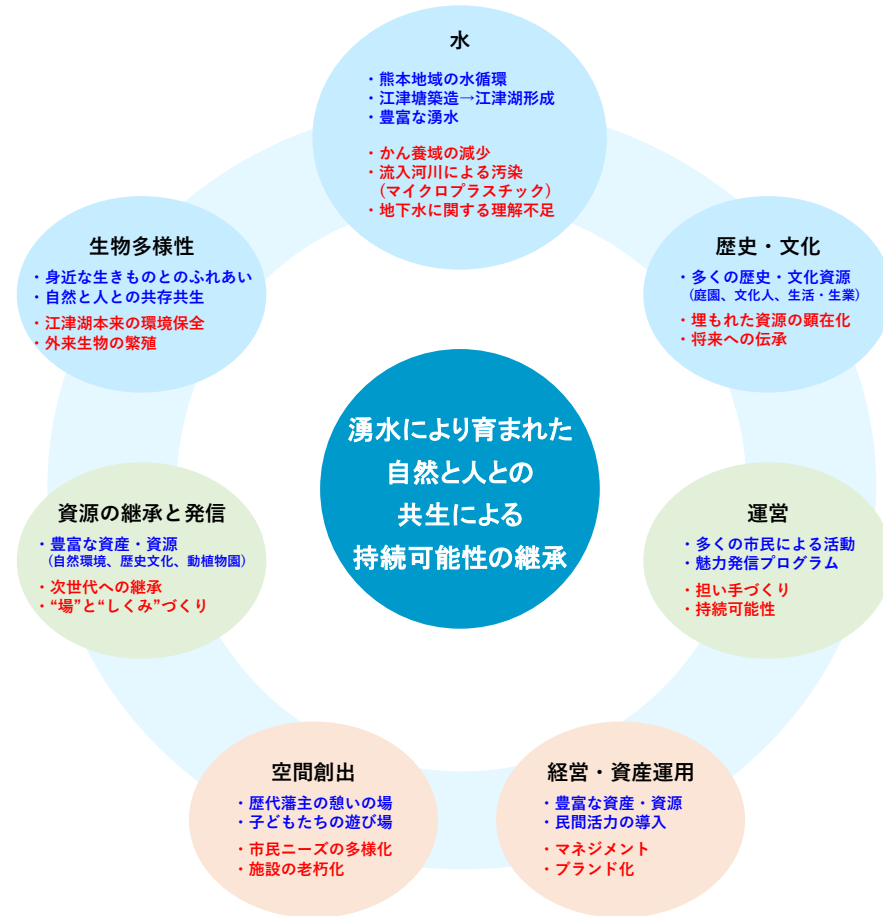 水
・熊本地域の水循環
・江津塘築造→江津湖形成
・豊富な湧水
・かん養域の減少
・流入河川による汚染
(マイクロプラスチック)
・地下水に関する理解不足
生物多様性
・身近な生きものとのふれあい
・自然と人との共存共生
・江津湖本来の環境保全
・外来生物の繁殖
歴史・文化
・多くの歴史・文化資源
(庭園、文化人、生活・生業)
・埋もれた資源の顕在化
・将来への伝承
湧水により育まれた
自然と人との
共生による
持続可能性の継承
資源の継承と発信
・豊富な資産・資源
(自然環境、歴史文化、動植物園)
・次世代への継承
・“場”と“しくみ”づくり
運営
・多くの市民による活動
・魅力発信プログラム
・担い手づくり
・持続可能性
空間創出
・歴代藩主の憩いの場
・子どもたちの遊び場
・市民ニーズの多様化
・施設の老朽化
経営・資産運用
・豊富な資産・資源
・民間活力の導入
・マネジメント
・ブランド化